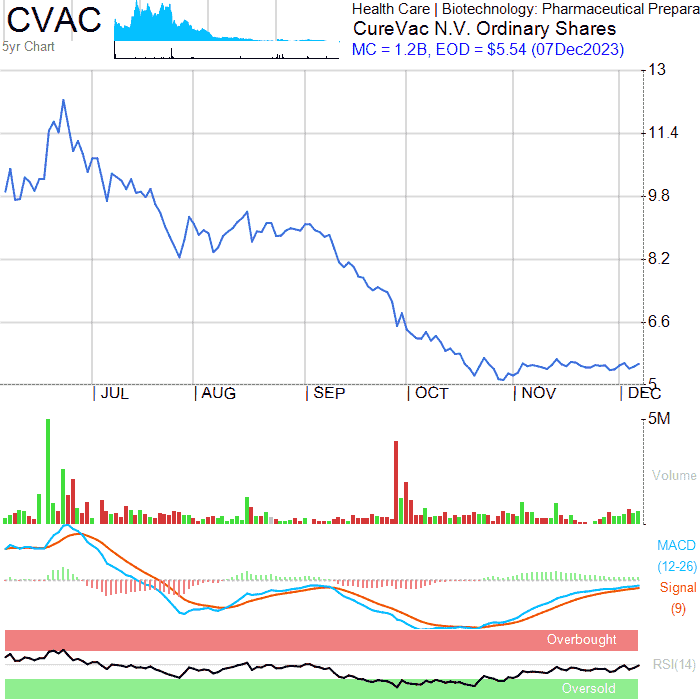 CVAC
5yr Chart
Health Care | Biotechnology: Pharmaceutical Prepara
CureVac N.V. Ordinary Shares
MC = 1.2B, EOD = $5.54 (07Dec2023)
13
11.4
9.8
8.2
6.6
5
JUL AUG SEP OCT NOV DEC
5M
Volume
MACD
(12-26)
Signal
(9)
Overbought
RSI(14)
Oversold